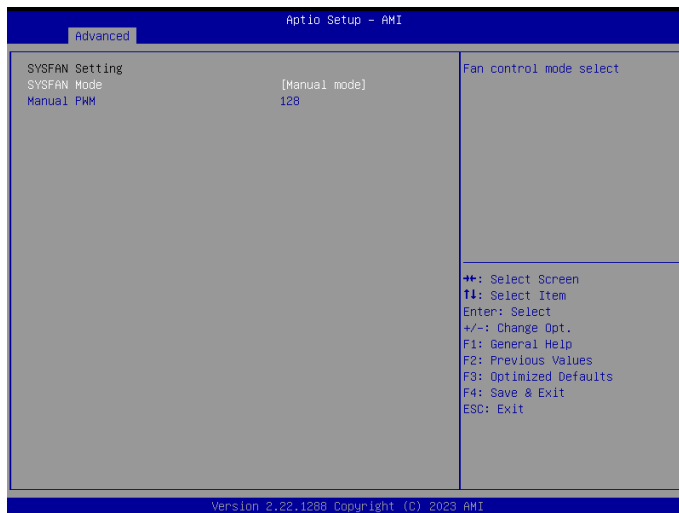 Aptio Setup – AMI
Advanced
SYSFAN Setting
SYSFAN Mode [Manual mode]
Manual PWM 128
Fan control mode select
→←: Select Screen
↑↓: Select Item
Enter: Select
+/-: Change Opt.
F1: General Help
F2: Previous Values
F3: Optimized Defaults
F4: Save & Exit
ESC: Exit
Version 2.22.1288 Copyright (C) 2023 AMI